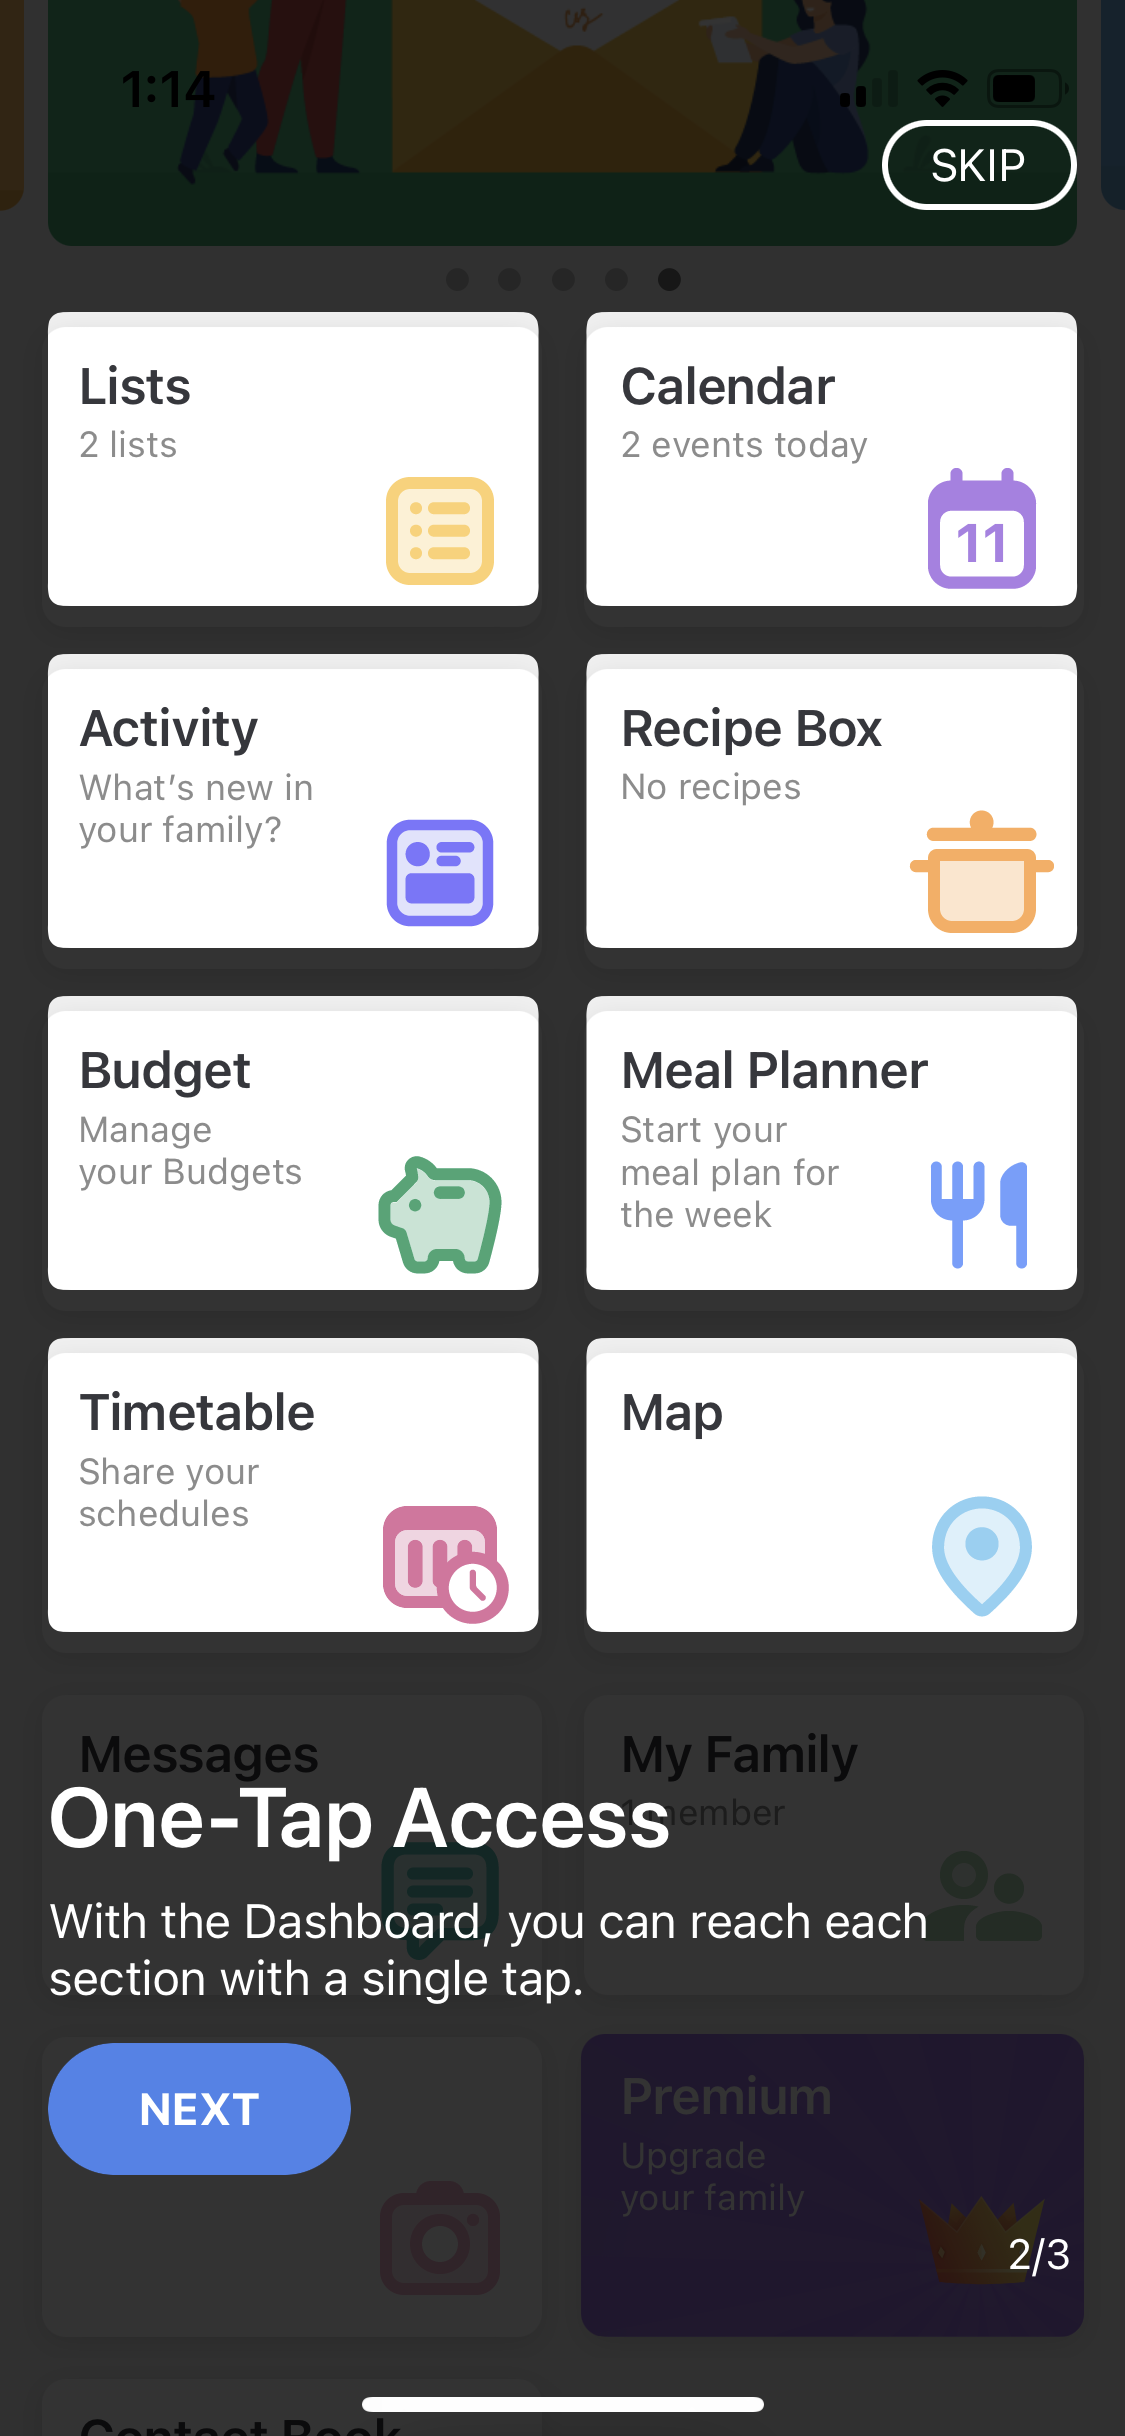 1:14
SKIP
Lists
2 lists
Calendar
2 events today
11
Activity
What's new in
your family?
Recipe Box
No recipes
Budget
Manage
your Budgets
Meal Planner
Start your
meal plan for
the week
Timetable
Share your
schedules
Map
Messages
My Family
1 member
One-Tap Access
With the Dashboard, you can reach each
section with a single tap.
NEXT
Premium
Upgrade
your family
2/3
Contact Book